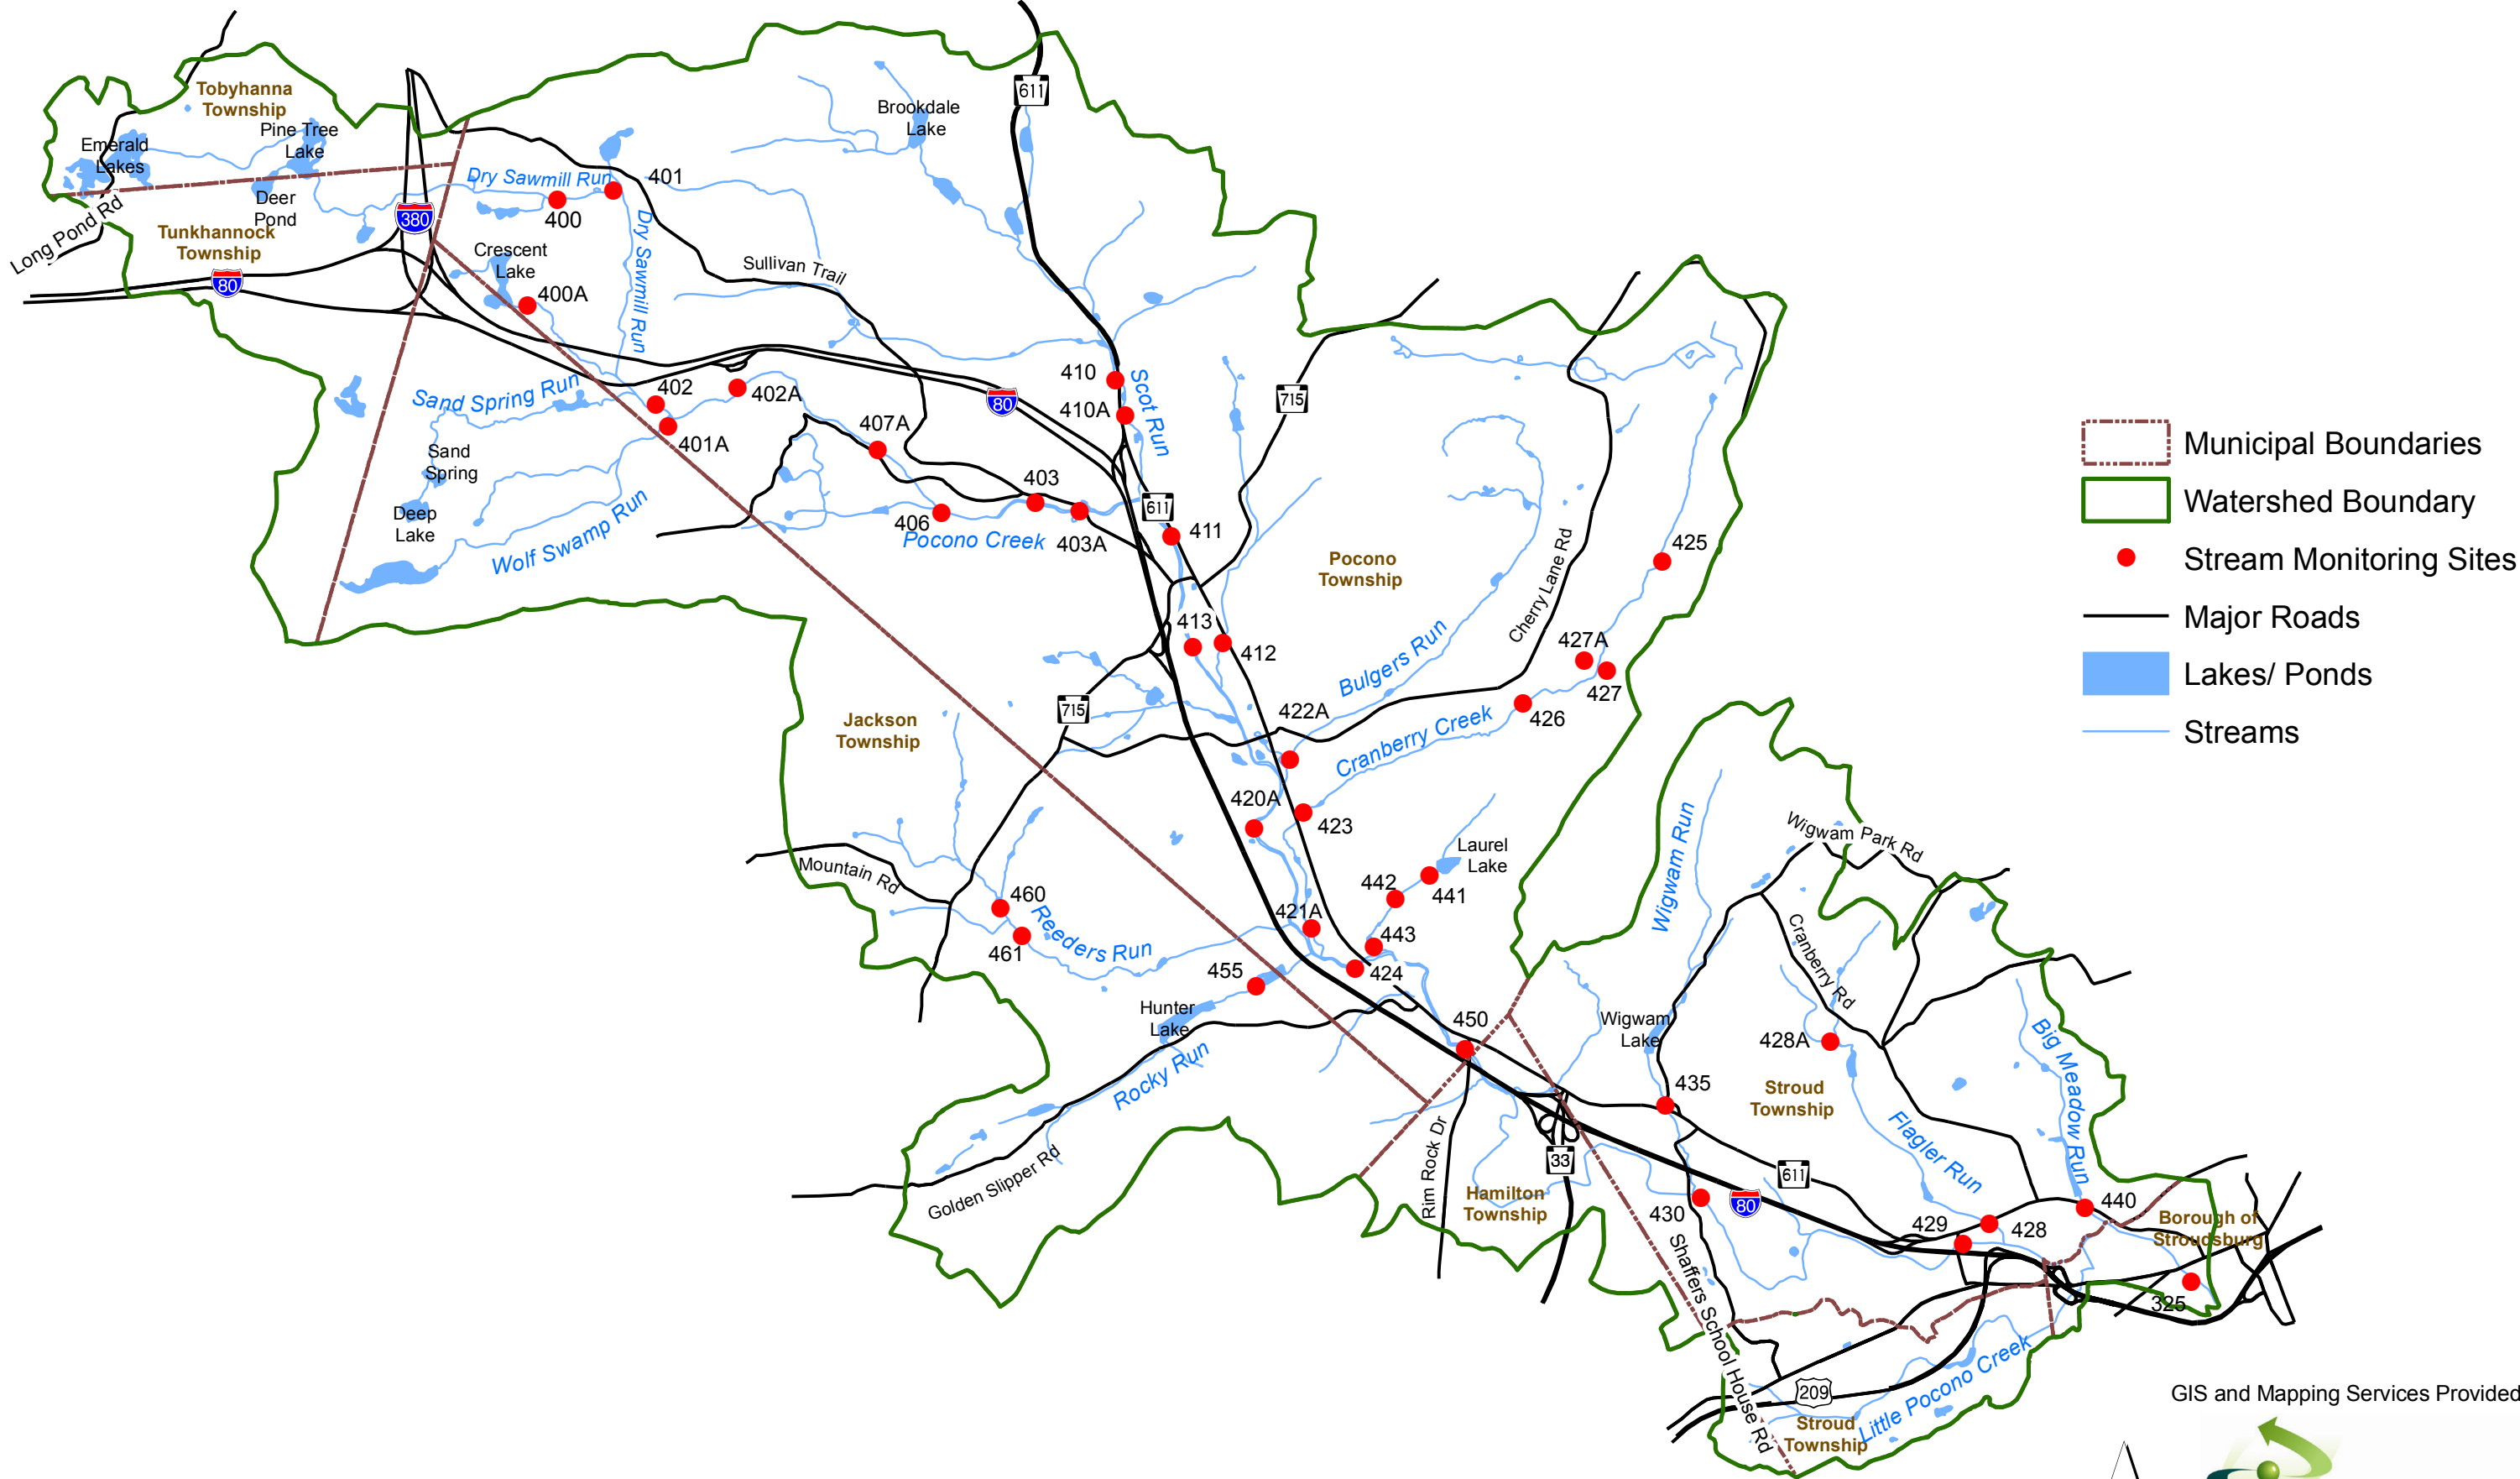 611
Tobyhanna
Township
Brookdale
Lake
Pine Tree
Lake
Emerald
Lakes
Dry Sawmill Run
401
400
Deer
Pond
380
Long Pond Rd
Tunkhannock
Township
Dry Sawmill Run
Crescent
Lake
80
400A
Sullivan Trail
410
Scot Run
402
402A
Sand Spring Run
80
715
410A
407A
401A
Sand
Spring
403
Deep
Lake
Wolf Swamp Run
406
Pocono Creek
403A
611
411
Pocono
Township
Cherry Lane Rd
425
413
412
427A
427
Bulgers Run
426
422A
715
Jackson
Township
Cranberry Creek
420A
423
Laurel
Lake
Wigwam Run
Wigwam Park Rd
Mountain Rd
442
441
460
Reeders Run
421A
443
461
455
424
Cranberry Rd
Hunter
Lake
450
Wigwam
Lake
428A
Big Meadow Run
Rocky Run
435
Stroud
Township
Flagler Run
Rim Rock Dr
33
611
Golden Slipper Rd
Hamilton
Township
430
80
429
428
440
Borough of
Stroudsburg
Shaffers School House Rd
325
209
Little Pocono Creek
Stroud
Township
Municipal Boundaries
Watershed Boundary
Stream Monitoring Sites
Major Roads
Lakes/ Ponds
Streams
GIS and Mapping Services Provided